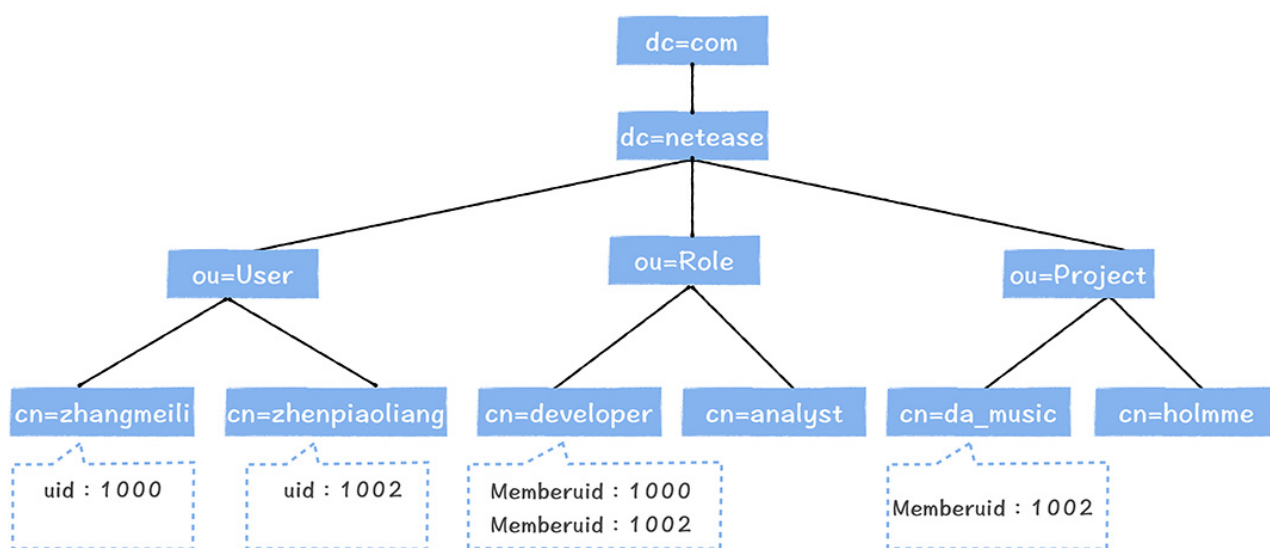 dc=com
dc=netease
ou=User
ou=Role
ou=Project
cn=zhangmeili
cn=zhenpiaoliang
cn=developer
cn=analyst
cn=da_music
cn=holmme
uid：1000
uid：1002
Memberuid：1000
Memberuid：1002
Memberuid：1002